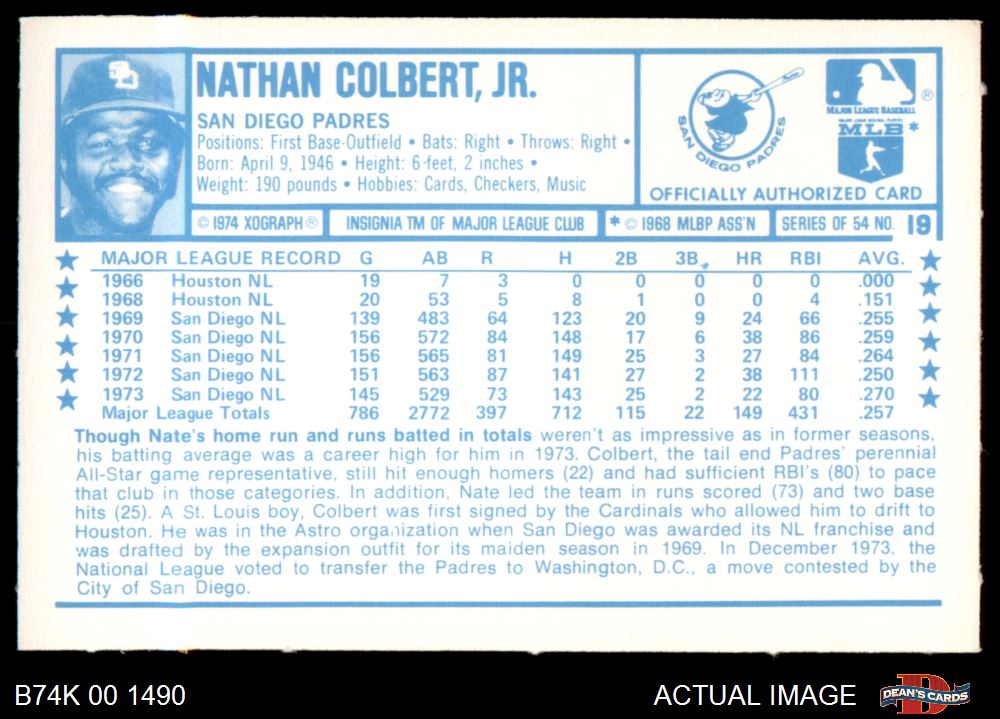 SD
NATHAN COLBERT, JR.
SAN DIEGO PADRES
Positions: First Base-Outfield • Bats: Right • Throws: Right •
Born: April 9, 1946 • Height: 6 feet, 2 inches •
Weight: 190 pounds • Hobbies: Cards, Checkers, Music
SAN DIEGO PADRES
MAJOR LEAGUE BASEBALL ®
MAJOR LEAGUE BASEBALL PLAYERS
MLB *
OFFICIALLY AUTHORIZED CARD
© 1974 XOGRAPH ® INSIGNIA TM OF MAJOR LEAGUE CLUB * © 1968 MLBP ASS'N SERIES OF 54 NO. 19
MAJOR LEAGUE RECORD G AB R H 2B 3B HR RBI AVG.
1966 Houston NL 19 7 3 0 0 0 0 0 .000
1968 Houston NL 20 53 5 8 1 0 0 4 .151
1969 San Diego NL 139 483 64 123 20 9 24 66 .255
1970 San Diego NL 156 572 84 148 17 6 38 86 .259
1971 San Diego NL 156 565 81 149 25 3 27 84 .264
1972 San Diego NL 151 563 87 141 27 2 38 111 .250
1973 San Diego NL 145 529 73 143 25 2 22 80 .270
Major League Totals 786 2772 397 712 115 22 149 431 .257
Though Nate's home run and runs batted in totals weren't as impressive as in former seasons,
his batting average was a career high for him in 1973. Colbert, the tail end Padres' perennial
All-Star game representative, still hit enough homers (22) and had sufficient RBI's (80) to pace
that club in those categories. In addition, Nate led the team in runs scored (73) and two base
hits (25). A St. Louis boy, Colbert was first signed by the Cardinals who allowed him to drift to
Houston. He was in the Astro organization when San Diego was awarded its NL franchise and
was drafted by the expansion outfit for its maiden season in 1969. In December 1973, the
National League voted to transfer the Padres to Washington, D.C., a move contested by the
City of San Diego.
B74K 00 1490 ACTUAL IMAGE DEAN'S CARDS